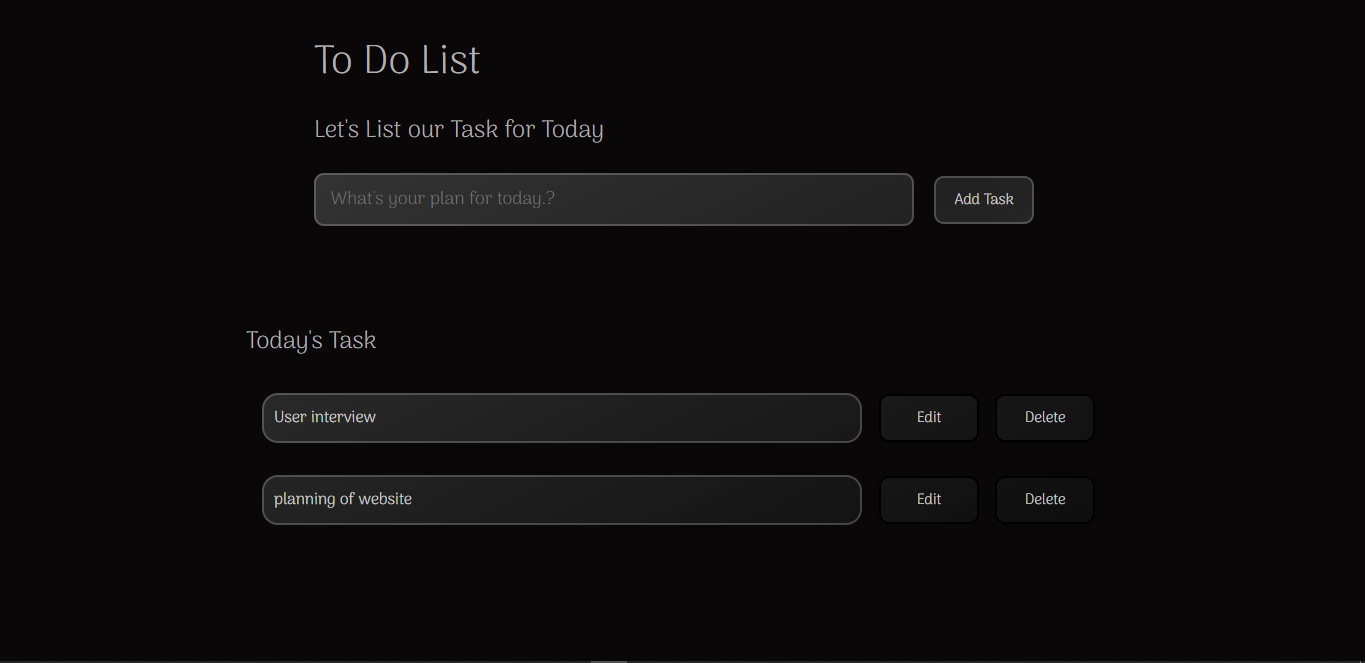 To Do List
Let's List our Task for Today
What's your plan for today.?
Add Task
Today's Task
User interview
Edit
Delete
planning of website
Edit
Delete